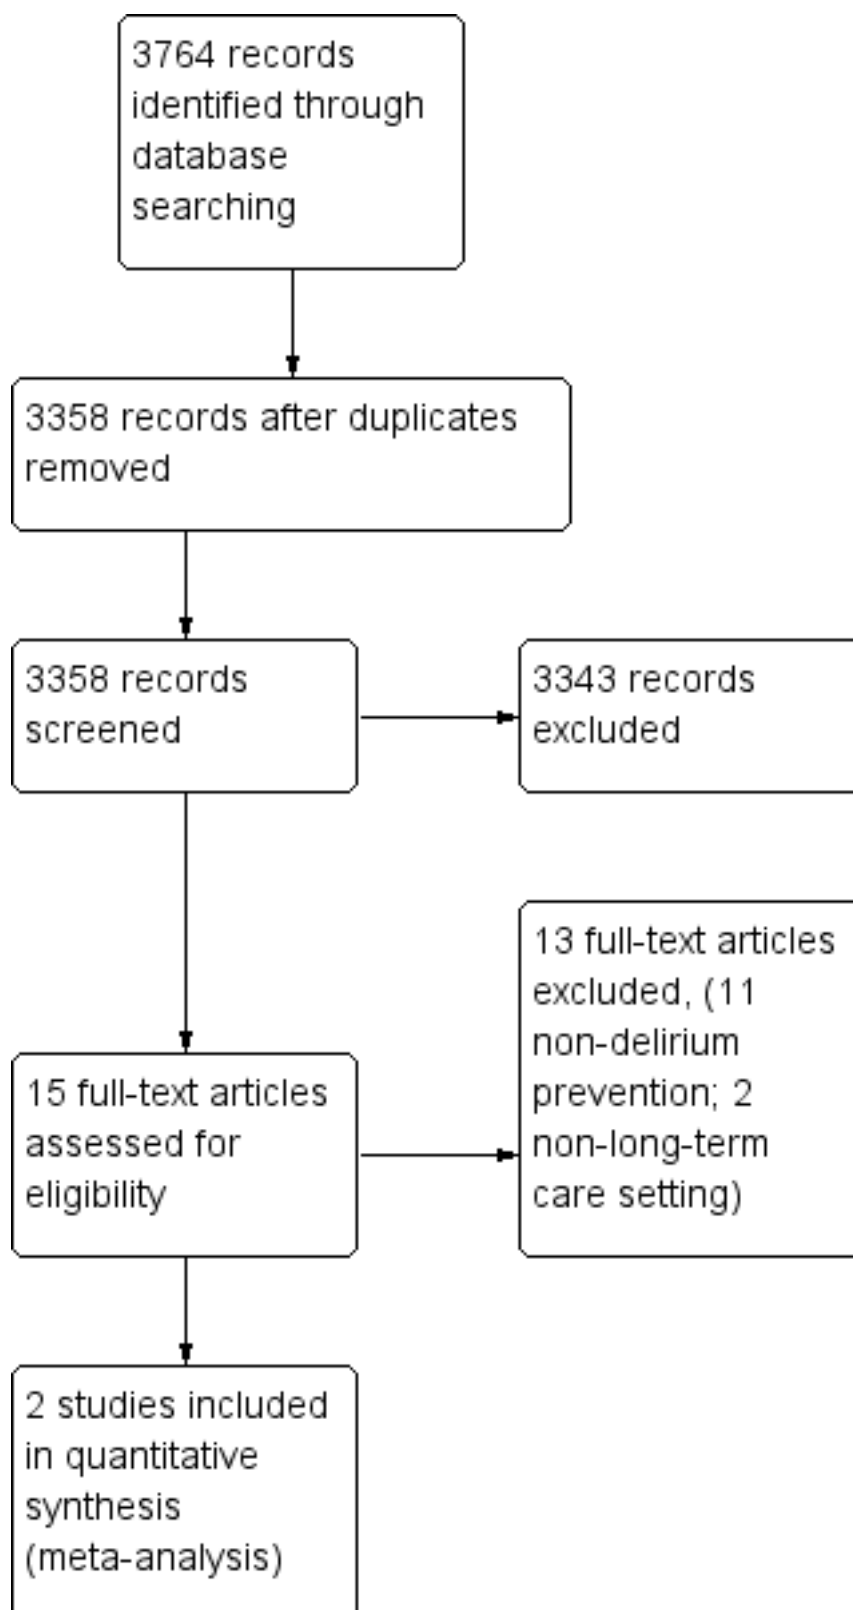 3764 records
identified through
database
searching
3358 records after duplicates
removed
3358 records
screened
3343 records
excluded
13 full-text articles
excluded, (11
non-delirium
prevention; 2
non-long-term
care setting)
15 full-text articles
assessed for
eligibility
2 studies included
in quantitative
synthesis
(meta-analysis)